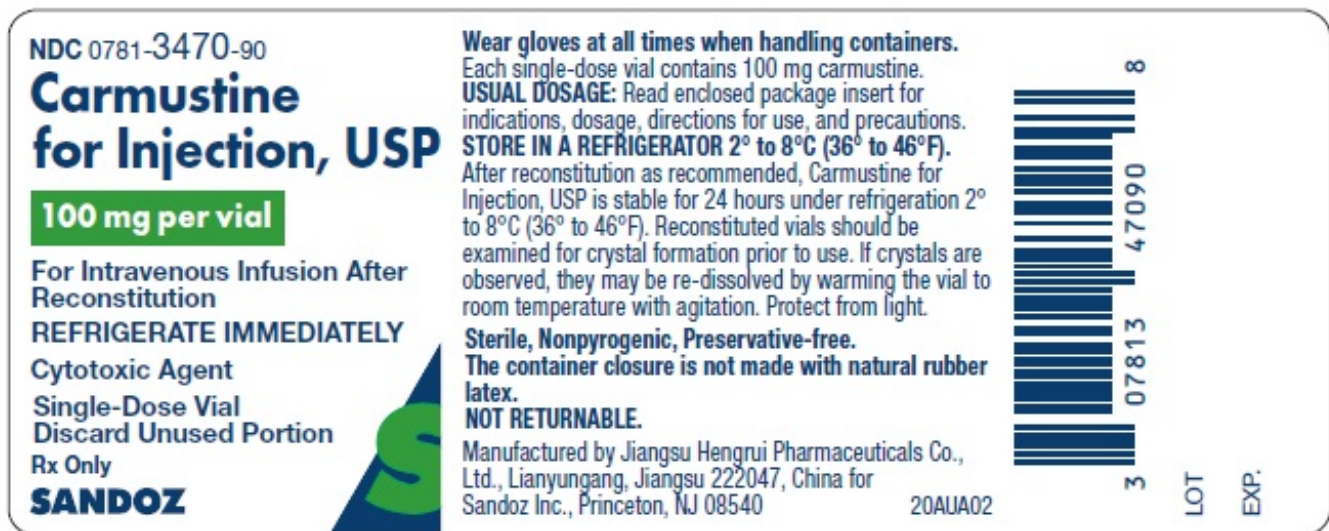 NDC 0781-3470-90
Carmustine
for Injection, USP
100 mg per vial
For Intravenous Infusion After
Reconstitution
REFRIGERATE IMMEDIATELY
Cytotoxic Agent
Single-Dose Vial
Discard Unused Portion
Rx Only
SANDOZ
S
Wear gloves at all times when handling containers.
Each single-dose vial contains 100 mg carmustine.
USUAL DOSAGE: Read enclosed package insert for
indications, dosage, directions for use, and precautions.
STORE IN A REFRIGERATOR 2° to 8°C (36° to 46°F).
After reconstitution as recommended, Carmustine for
Injection, USP is stable for 24 hours under refrigeration 2°
to 8°C (36° to 46°F). Reconstituted vials should be
examined for crystal formation prior to use. If crystals are
observed, they may be re-dissolved by warming the vial to
room temperature with agitation. Protect from light.
Sterile, Nonpyrogenic, Preservative-free.
The container closure is not made with natural rubber
latex.
NOT RETURNABLE.
Manufactured by Jiangsu Hengrui Pharmaceuticals Co.,
Ltd., Lianyungang, Jiangsu 222047, China for
Sandoz Inc., Princeton, NJ 08540 20AUA02
3 07813 47090 8
LOT
EXP.